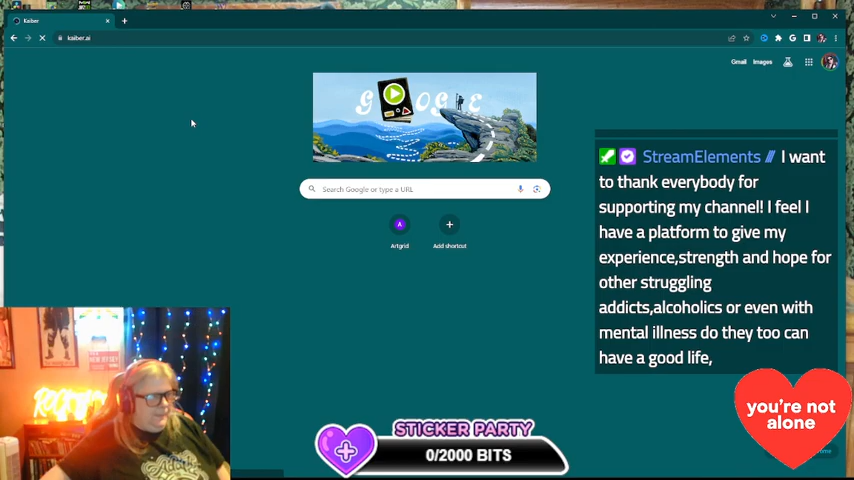 Kaiber
kaiber.ai
Gmail Images
Search Google or type a URL
A
Artgrid
Add shortcut
StreamElements /// I want
to thank everybody for
supporting my channel! I feel I
have a platform to give my
experience,strength and hope for
other struggling
addicts,alcoholics or even with
mental illness do they too can
have a good life,
you're not
alone
STICKER PARTY
0/2000 BITS
NEW JERSEY